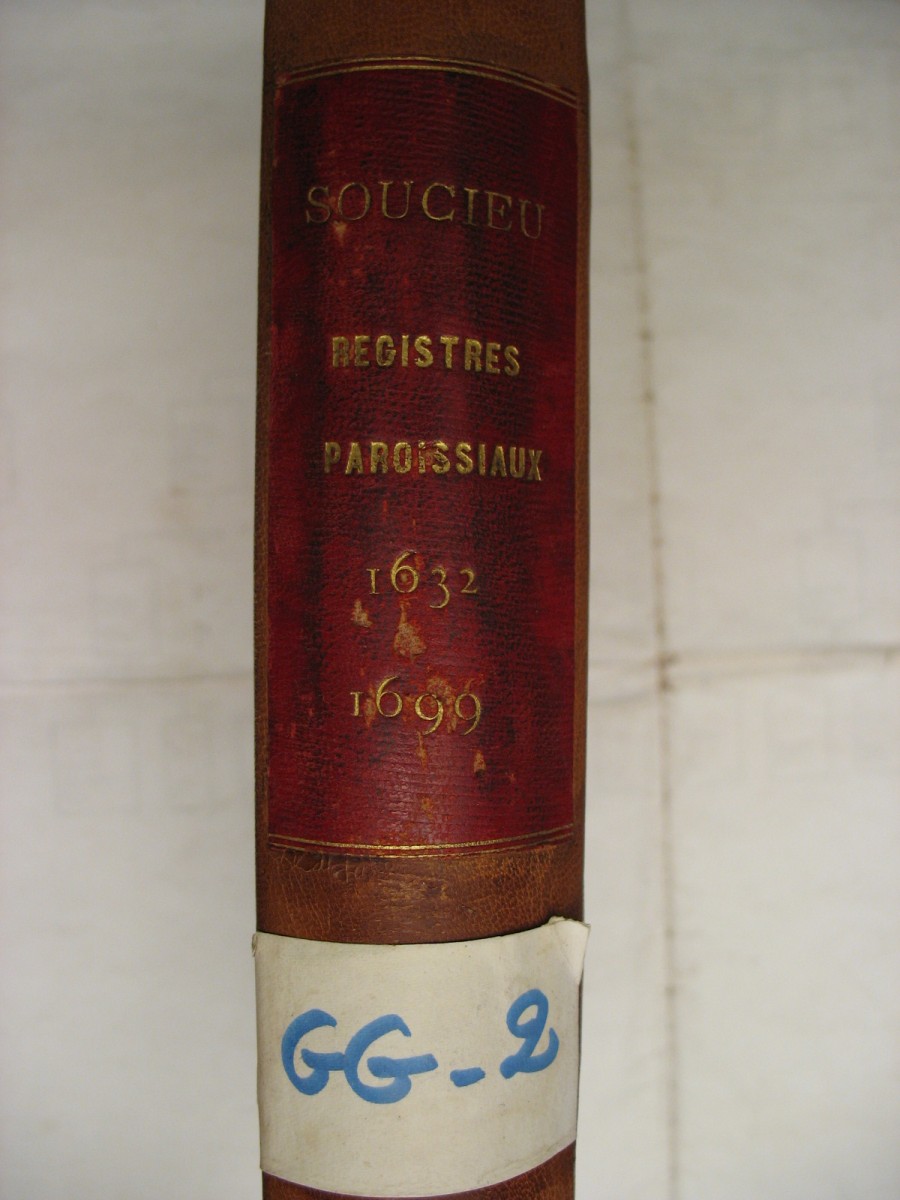 SOUCIEU
REGISTRES
PAROISSIAUX
1632
1699
GG-2